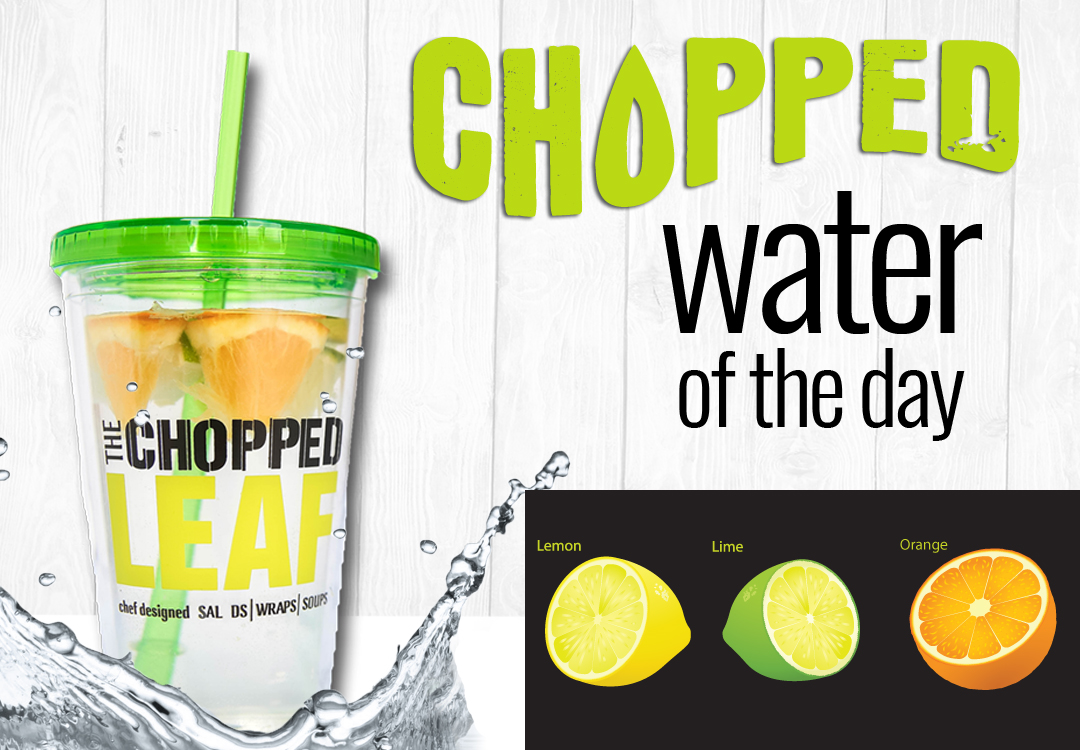 CHOPPED
water
of the day
THE CHOPPED
LEAF
chef designed SAL DS|WRAPS|SOUPS
Lemon
Lime
Orange